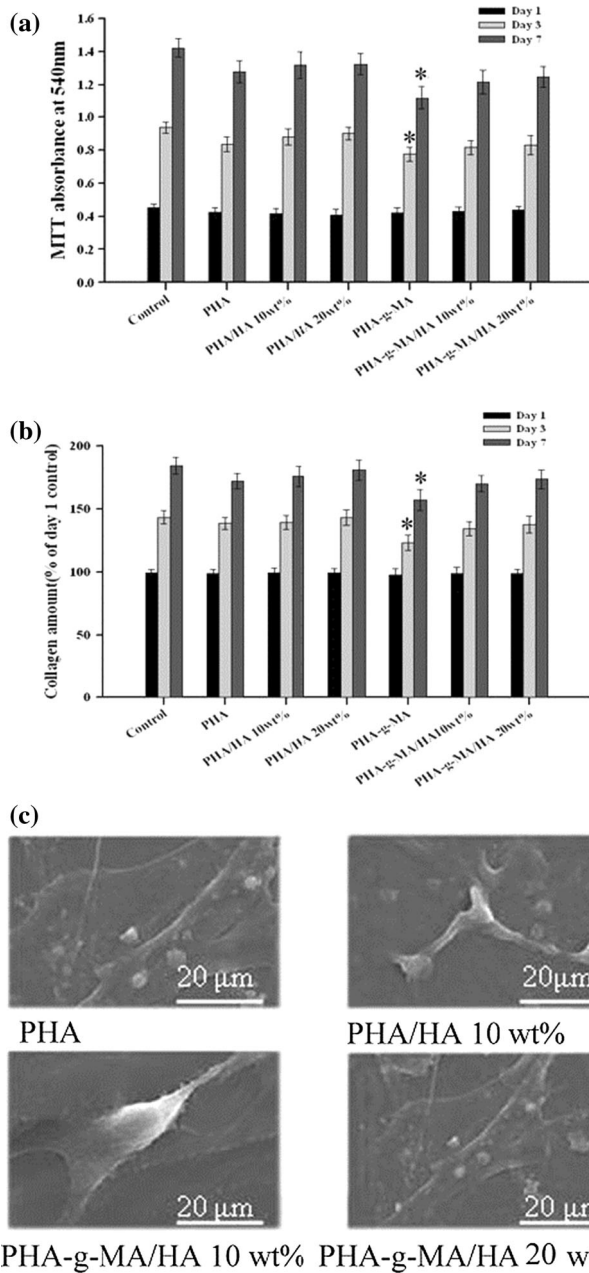 (a)
Day 1
Day 3
Day 7
MTT absorbance at 540nm
1.6
1.4
1.2
1.0
0.8
0.6
0.4
0.2
0.0
*
*
Control
PHA
PHA/HA 10wt%
PHA/HA 20wt%
PHA-g-MA
PHA-g-MA/HA 10wt%
PHA-g-MA/HA 20wt%
(b)
Day 1
Day 3
Day 7
Collagen amount(% of day 1 control)
200
150
100
50
0
*
*
Control
PHA
PHA/HA 10wt%
PHA/HA 20wt%
PHA-g-MA
PHA-g-MA/HA10wt%
PHA-g-MA/HA 20wt%
(c)
20 μm
20μm
PHA
PHA/HA 10 wt%
20 μm
20 μm
PHA-g-MA/HA 10 wt%
PHA-g-MA/HA 20 w